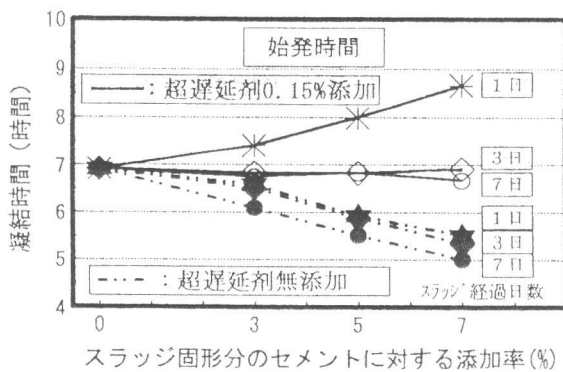 始発時間
：超遅延剤0.15%添加
1日
3日
7日
1日
3日
7日
：超遅延剤無添加
スラッジ経過日数
凝結時間（時間）
10
9
8
7
6
5
4
0
3
5
7
スラッジ固形分のセメントに対する添加率(%)